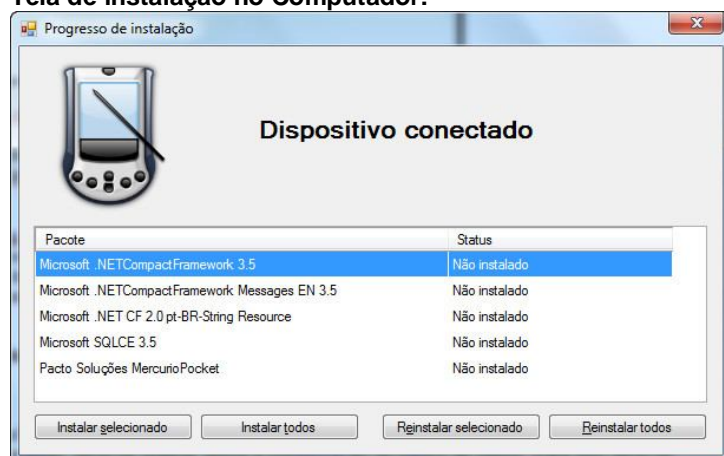 Tela de Instalação no Computador:
Progresso de instalação
Dispositivo conectado
Pacote Status
Microsoft .NETCompactFramework 3.5 Não instalado
Microsoft .NETCompactFramework Messages EN 3.5 Não instalado
Microsoft .NET CF 2.0 pt-BR-String Resource Não instalado
Microsoft SQLCE 3.5 Não instalado
Pacto Soluções MercurioPocket Não instalado
Instalar selecionado Instalar todos Reinstalar selecionado Reinstalar todos